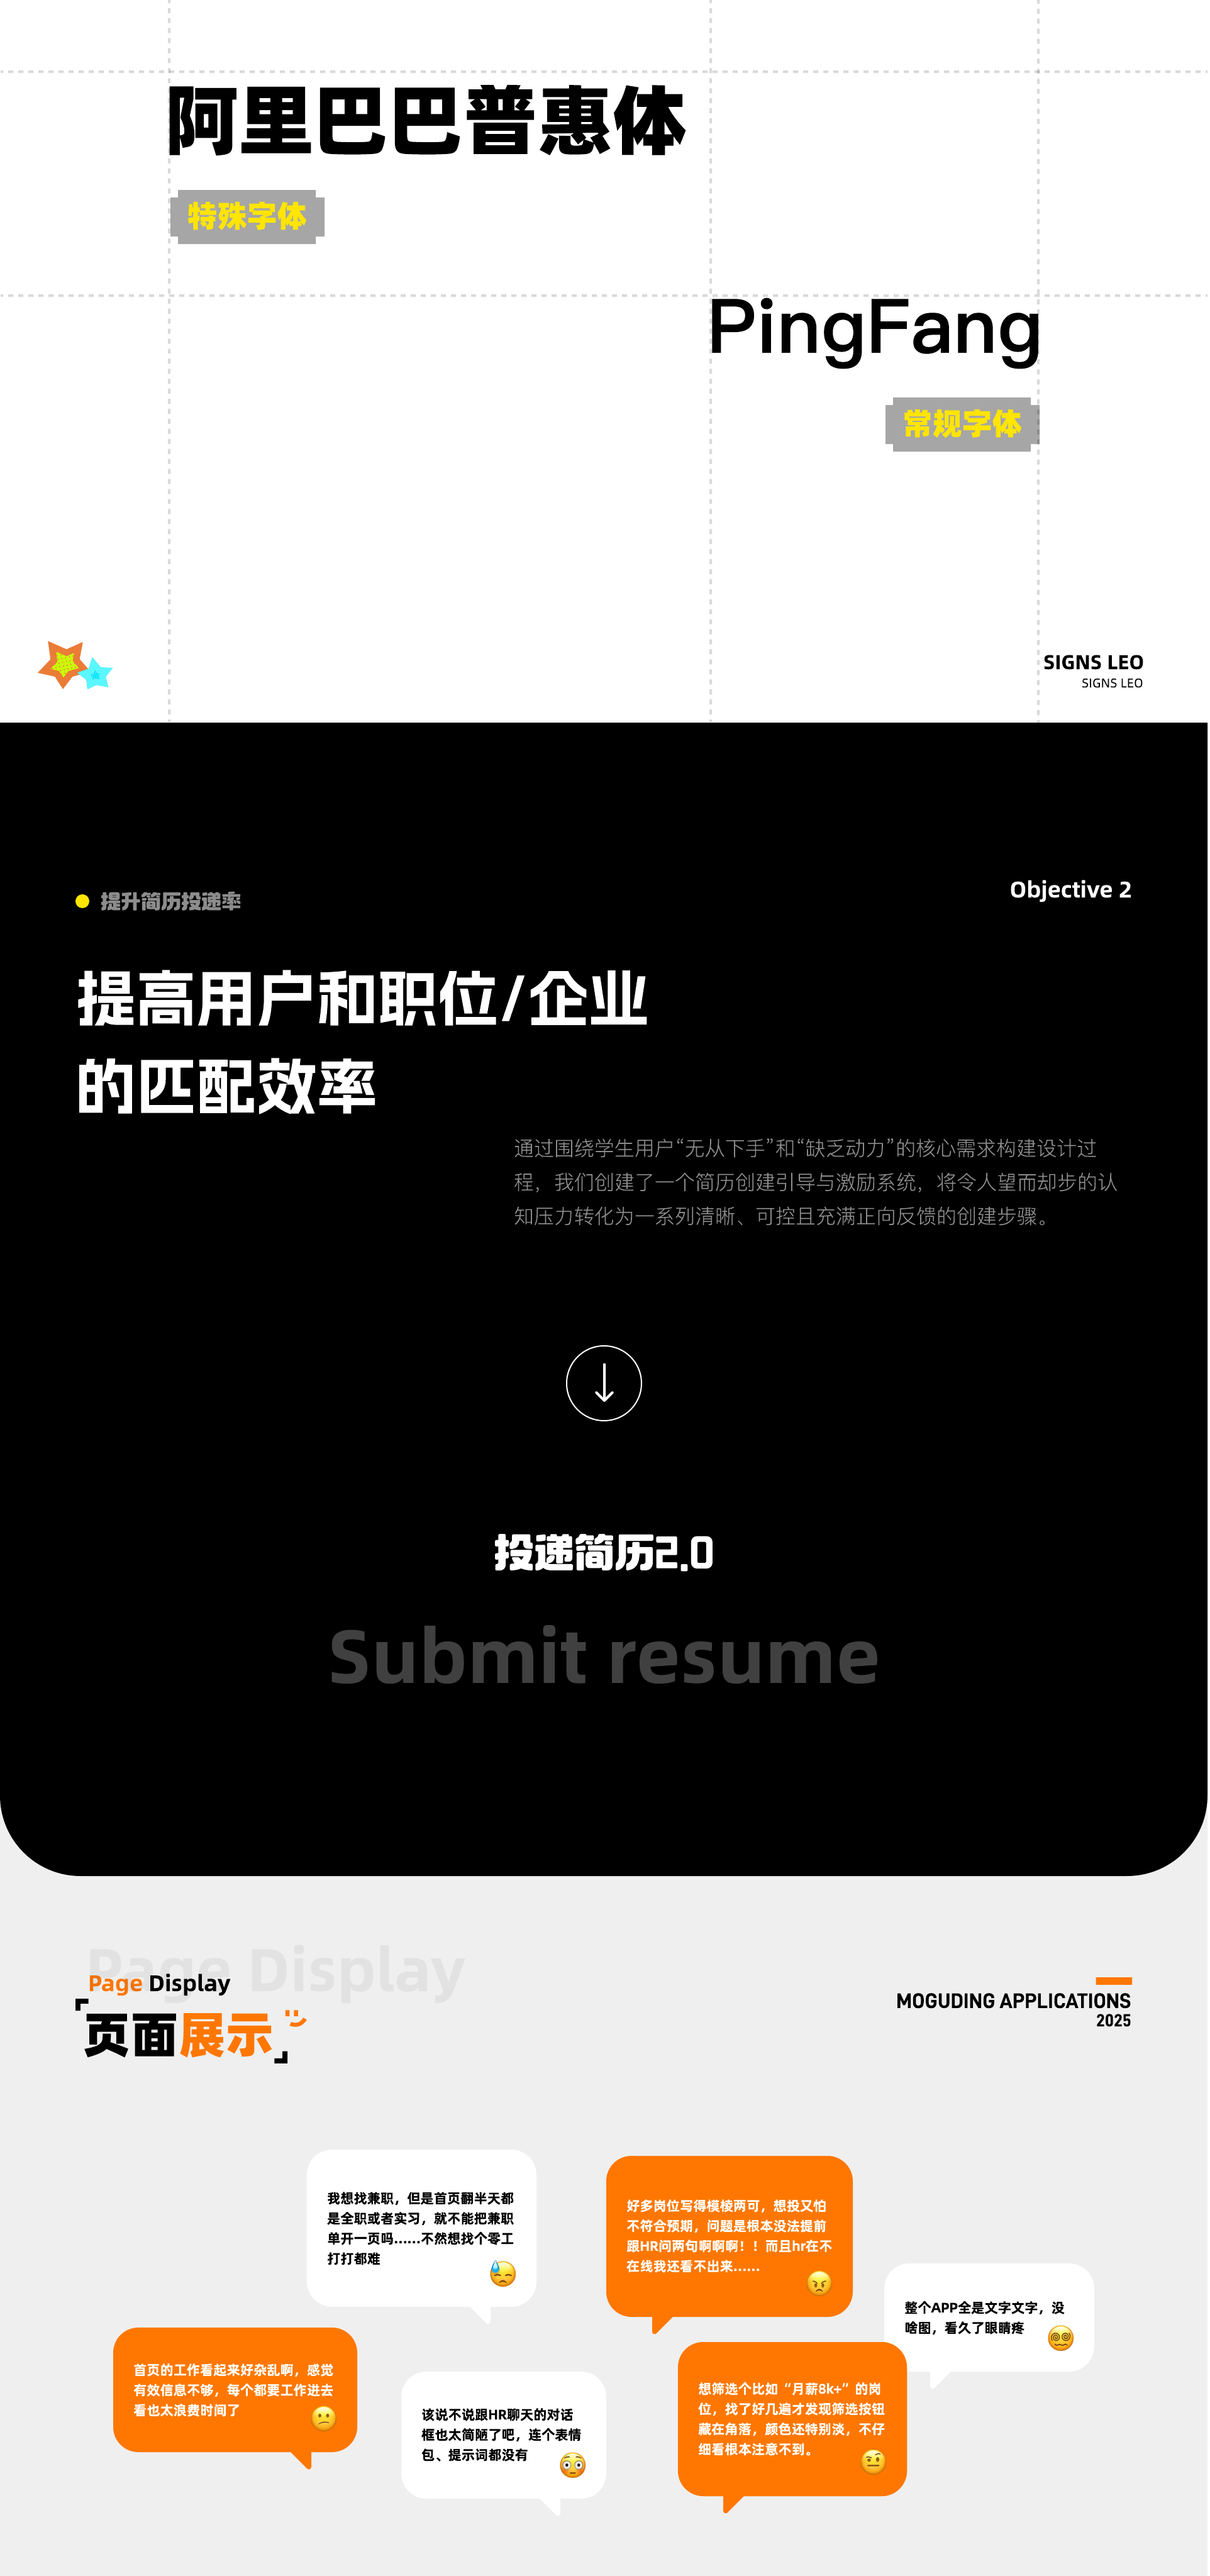 阿里巴巴普惠体
特殊字体
PingFang
常规字体
SIGNS LEO
SIGNS LEO
提升简历投递率
Objective 2
提高用户和职位/企业
的匹配效率
通过围绕学生用户“无从下手”和“缺乏动力”的核心需求构建设计过
程，我们创建了一个简历创建引导与激励系统，将令人望而却步的认
知压力转化为一系列清晰、可控且充满正向反馈的创建步骤。
投递简历2.0
Submit resume
Page Display
Page Display
页面展示
MOGUDING APPLICATIONS
2025
我想找兼职，但是首页翻半天都
是全职或者实习，就不能把兼职
单开一页吗……不然想找个零工
打打都难
好多岗位写得模棱两可，想投又怕
不符合预期，问题是根本没法提前
跟HR问两句啊啊啊！！而且hr在不
在线我还看不出来……
整个APP全是文字文字，没
啥图，看久了眼睛疼
首页的工作看起来好杂乱啊，感觉
有效信息不够，每个都要工作进去
看也太浪费时间了
该说不说跟HR聊天的对话
框也太简陋了吧，连个表情
包、提示词都没有
想筛选个比如“月薪8k+”的岗
位，找了好几遍才发现筛选按钮
藏在角落，颜色还特别淡，不仔
细看根本注意不到。